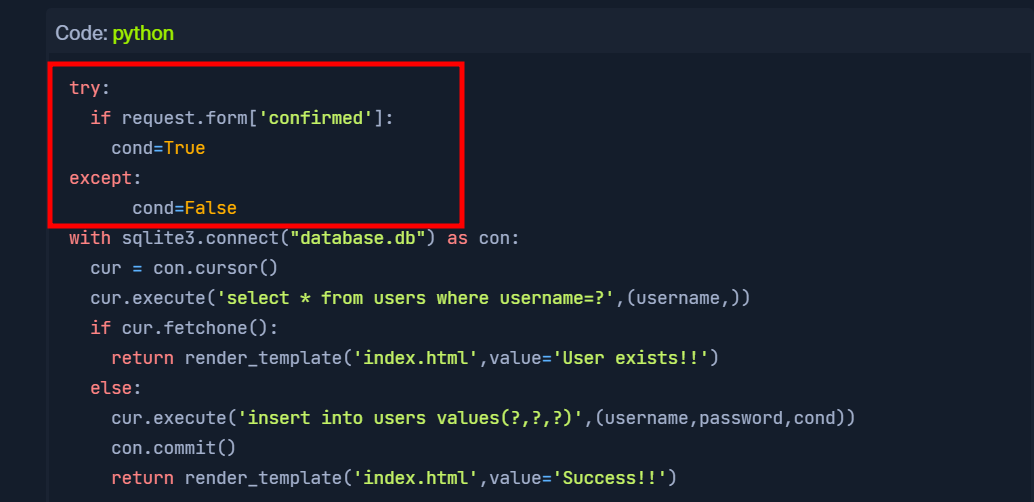 Code: python
try:
  if request.form['confirmed']:
    cond=True
except:
      cond=False
with sqlite3.connect("database.db") as con:
  cur = con.cursor()
  cur.execute('select * from users where username=?',(username,))
  if cur.fetchone():
    return render_template('index.html',value='User exists!!')
  else:
    cur.execute('insert into users values(?,?,?)',(username,password,cond))
    con.commit()
    return render_template('index.html',value='Success!!')